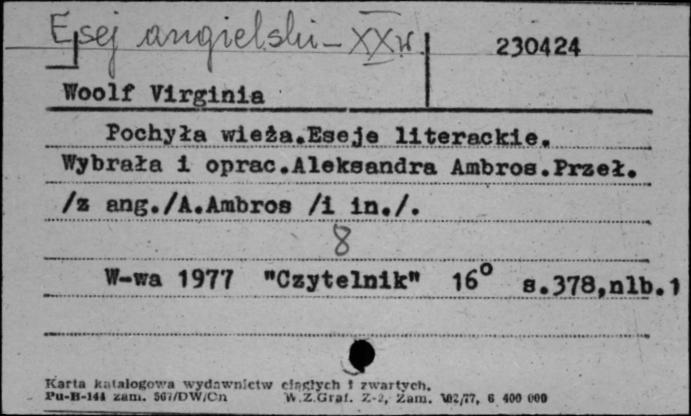 Esej angielski - XX w.
230424
Woolf Virginia
Pochyła wieża.Eseje literackie.
Wybrała i oprac.Aleksandra Ambros.Przeł.
/z ang./A.Ambros /i in./.
8
W-wa 1977 "Czytelnik" 16° s.378,nlb.1
Karta katalogowa wydawnictw ciągłych i zwartych.
Pu-H-144 zam. 567/DW/Cn W.Z.Graf. Z-2, Zam. 102/77, 6 400 000